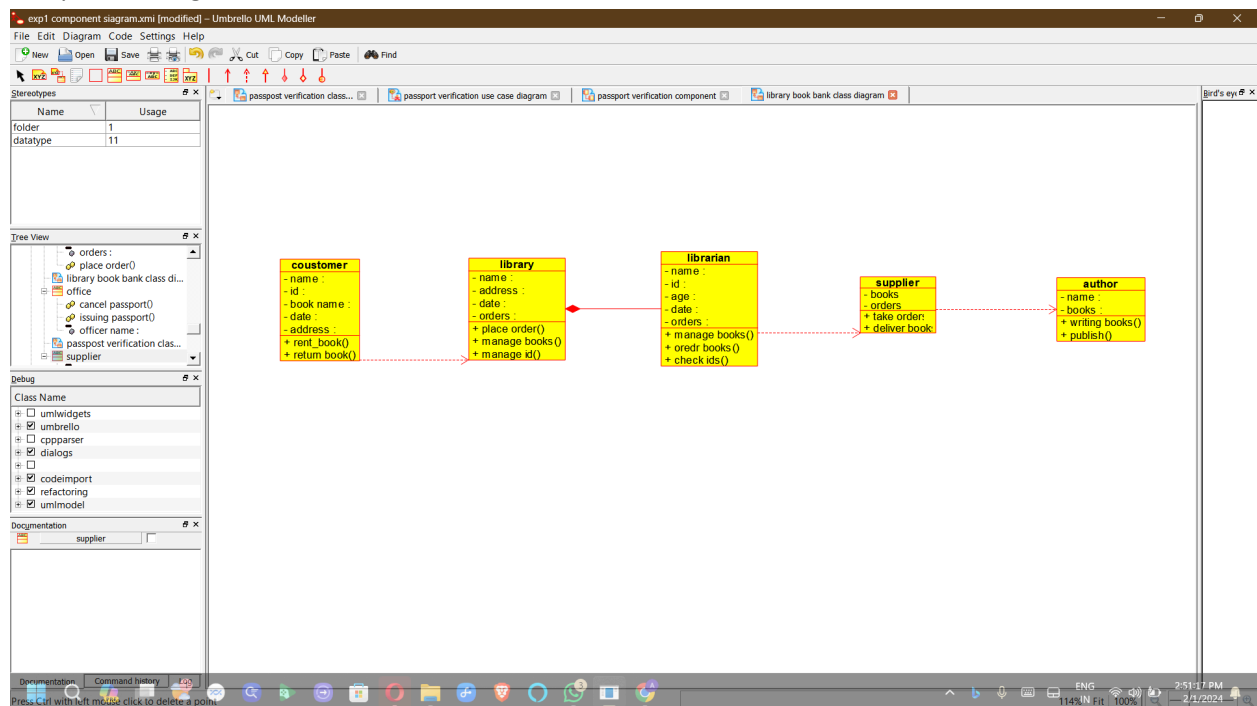 exp1 component siagram.xmi [modified] – Umbrello UML Modeller
File Edit Diagram Code Settings Help
New Open Save Cut Copy Paste Find
Stereotypes
Name Usage
folder 1
datatype 11
Tree View
orders :
place order()
library book bank class di...
office
cancel passport()
issuing passport()
officer name :
passpost verification clas...
supplier
Debug
Class Name
umlwidgets
umbrello
cppparser
dialogs
codeimport
refactoring
umlmodel
Documentation
supplier
Documentation Command history Log
Press Ctrl with left mouse click to delete a point
passpost verification class... passport verification use case diagram passport verification component library book bank class diagram
Bird's eye
coustomer
- name :
- id :
- book name :
- date :
- address :
+ rent_book()
+ return book()
library
- name :
- address :
- date :
- orders :
+ place order()
+ manage books()
+ manage id()
librarian
- name :
- id :
- age :
- date :
- orders :
+ manage books()
+ oredr books()
+ check ids()
supplier
- books
- orders
+ take orders
+ deliver book
author
- name :
- books :
+ writing books()
+ publish()
ENG
IN
114% Fit 100%
2:51:17 PM
2/1/2024